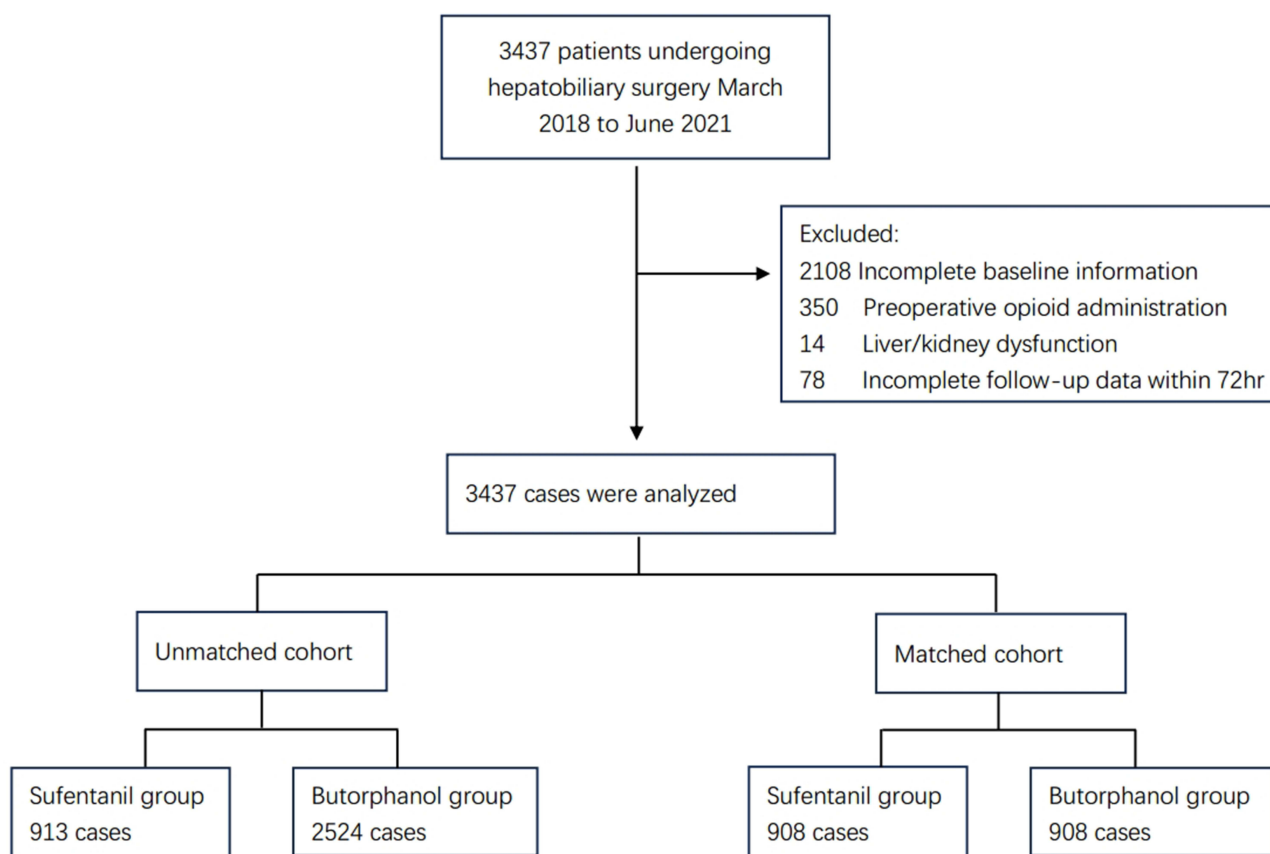 3437 patients undergoing
hepatobiliary surgery March
2018 to June 2021
Excluded:
2108 Incomplete baseline information
350 Preoperative opioid administration
14 Liver/kidney dysfunction
78 Incomplete follow-up data within 72hr
3437 cases were analyzed
Unmatched cohort
Matched cohort
Sufentanil group
913 cases
Butorphanol group
2524 cases
Sufentanil group
908 cases
Butorphanol group
908 cases